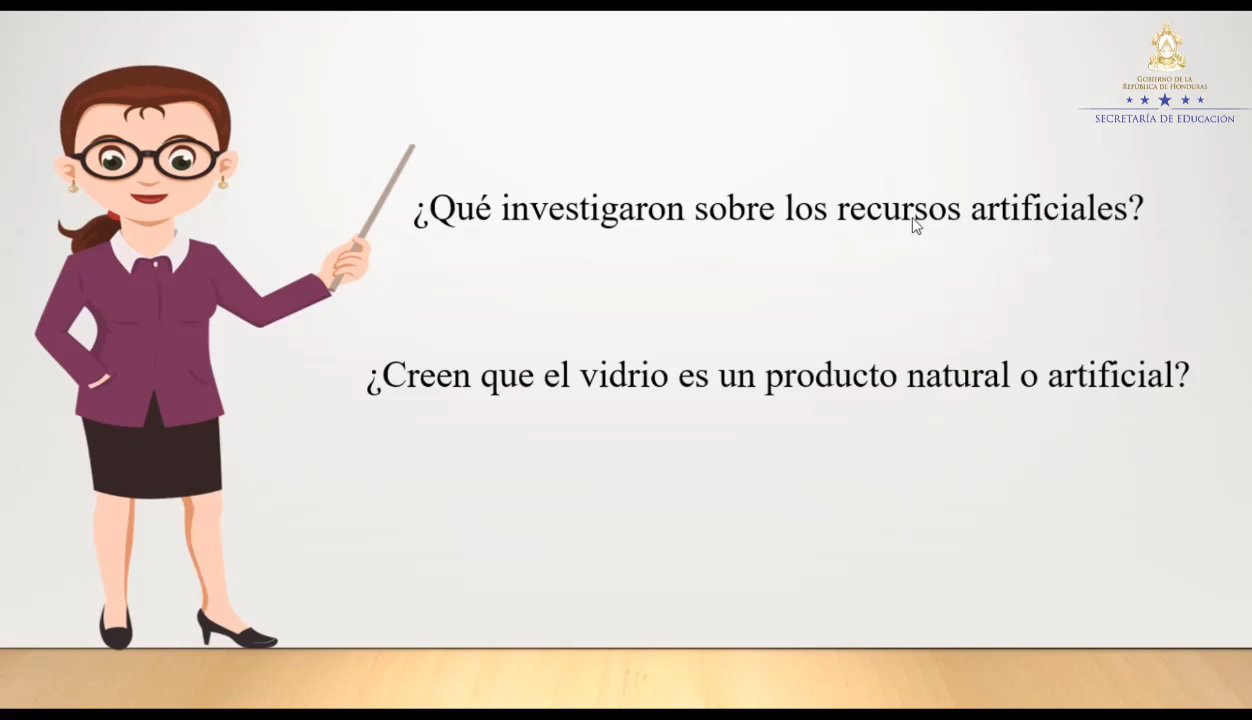 GOBIERNO DE LA
REPÚBLICA DE HONDURAS
SECRETARÍA DE EDUCACIÓN
¿Qué investigaron sobre los recursos artificiales?
¿Creen que el vidrio es un producto natural o artificial?